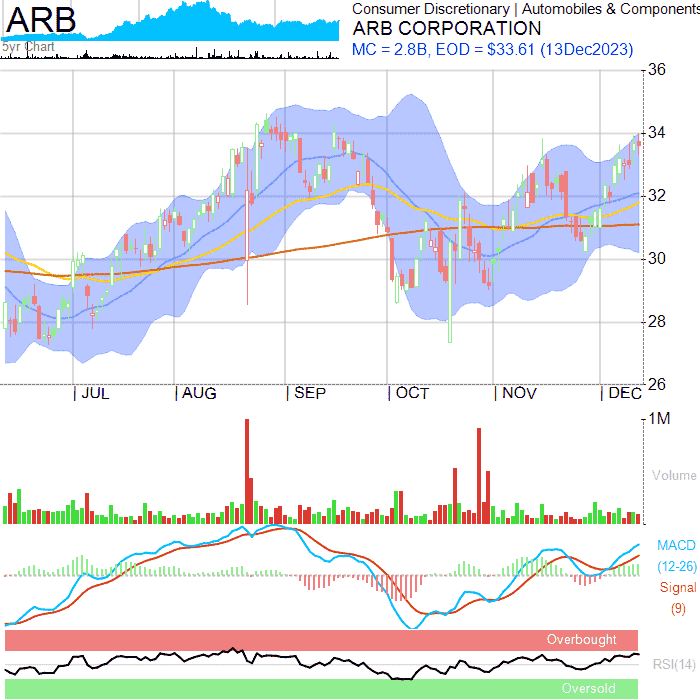 ARB
5yr Chart
Consumer Discretionary | Automobiles & Components
ARB CORPORATION
MC = 2.8B, EOD = $33.61 (13Dec2023)
36
34
32
30
28
26
JUL AUG SEP OCT NOV DEC
1M
Volume
MACD
(12-26)
Signal
(9)
Overbought
RSI(14)
Oversold